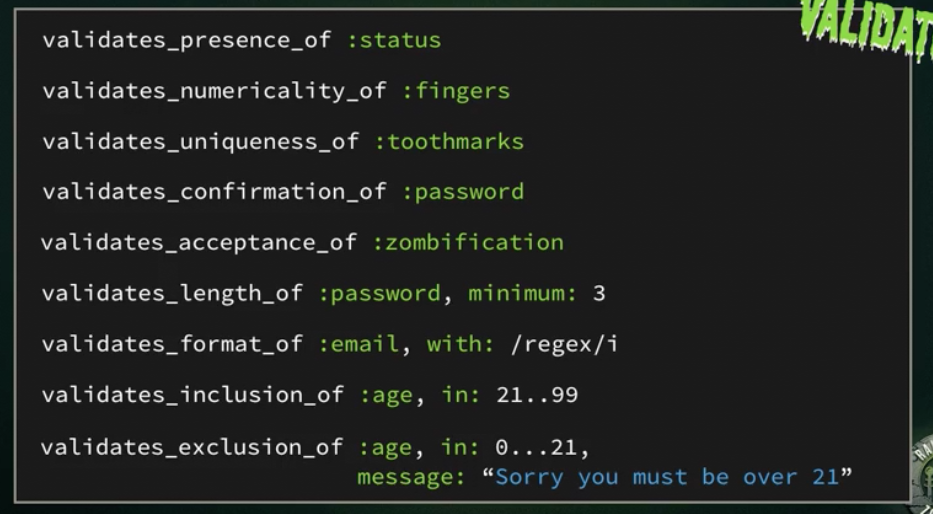 VALIDAT
validates_presence_of :status
validates_numericality_of :fingers
validates_uniqueness_of :toothmarks
validates_confirmation_of :password
validates_acceptance_of :zombification
validates_length_of :password, minimum: 3
validates_format_of :email, with: /regex/i
validates_inclusion_of :age, in: 21..99
validates_exclusion_of :age, in: 0...21,
message: “Sorry you must be over 21”